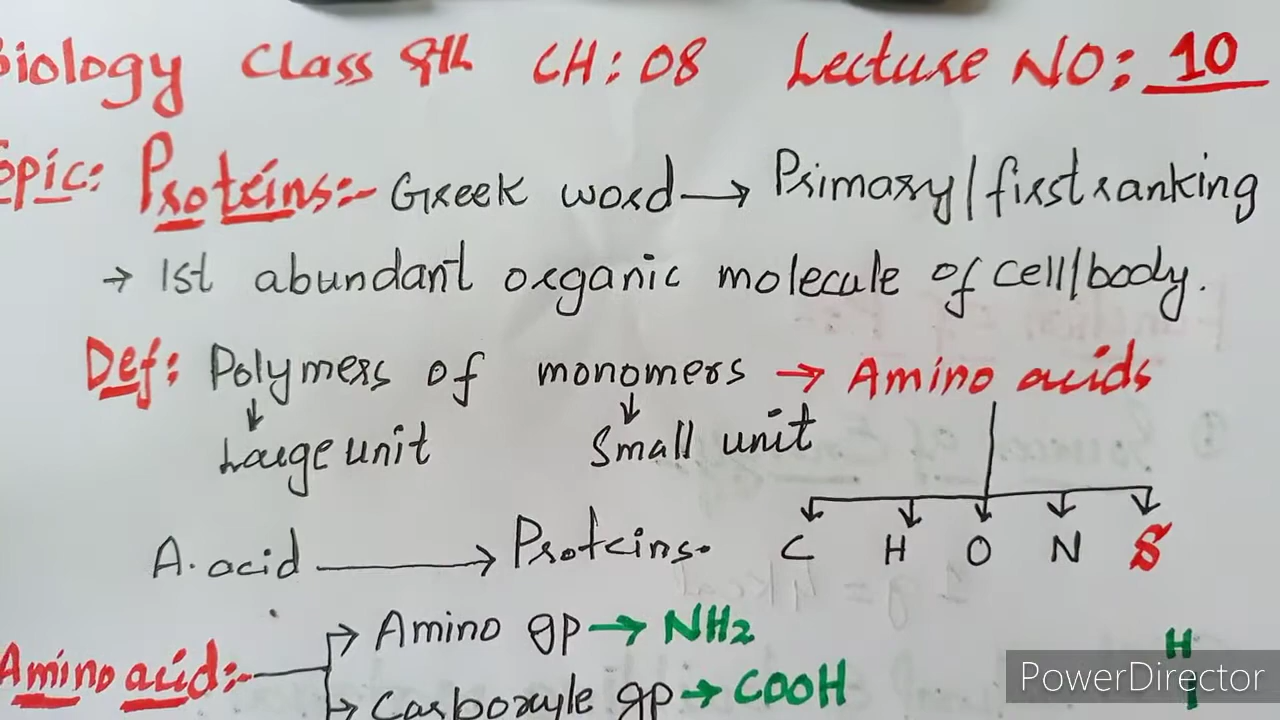 Biology Class 9th CH: 08 Lecture NO: 10
Topic: Proteins:- Greek word → Primary/first ranking
→ 1st abundant organic molecule of cell/body.
Def: Polymers of monomers → Amino acids
Large unit Small unit
C H O N S
A. acid → Proteins.
Amino gp → NH2
Amino acid:-
Carboxyle gp → COOH
H
PowerDirector